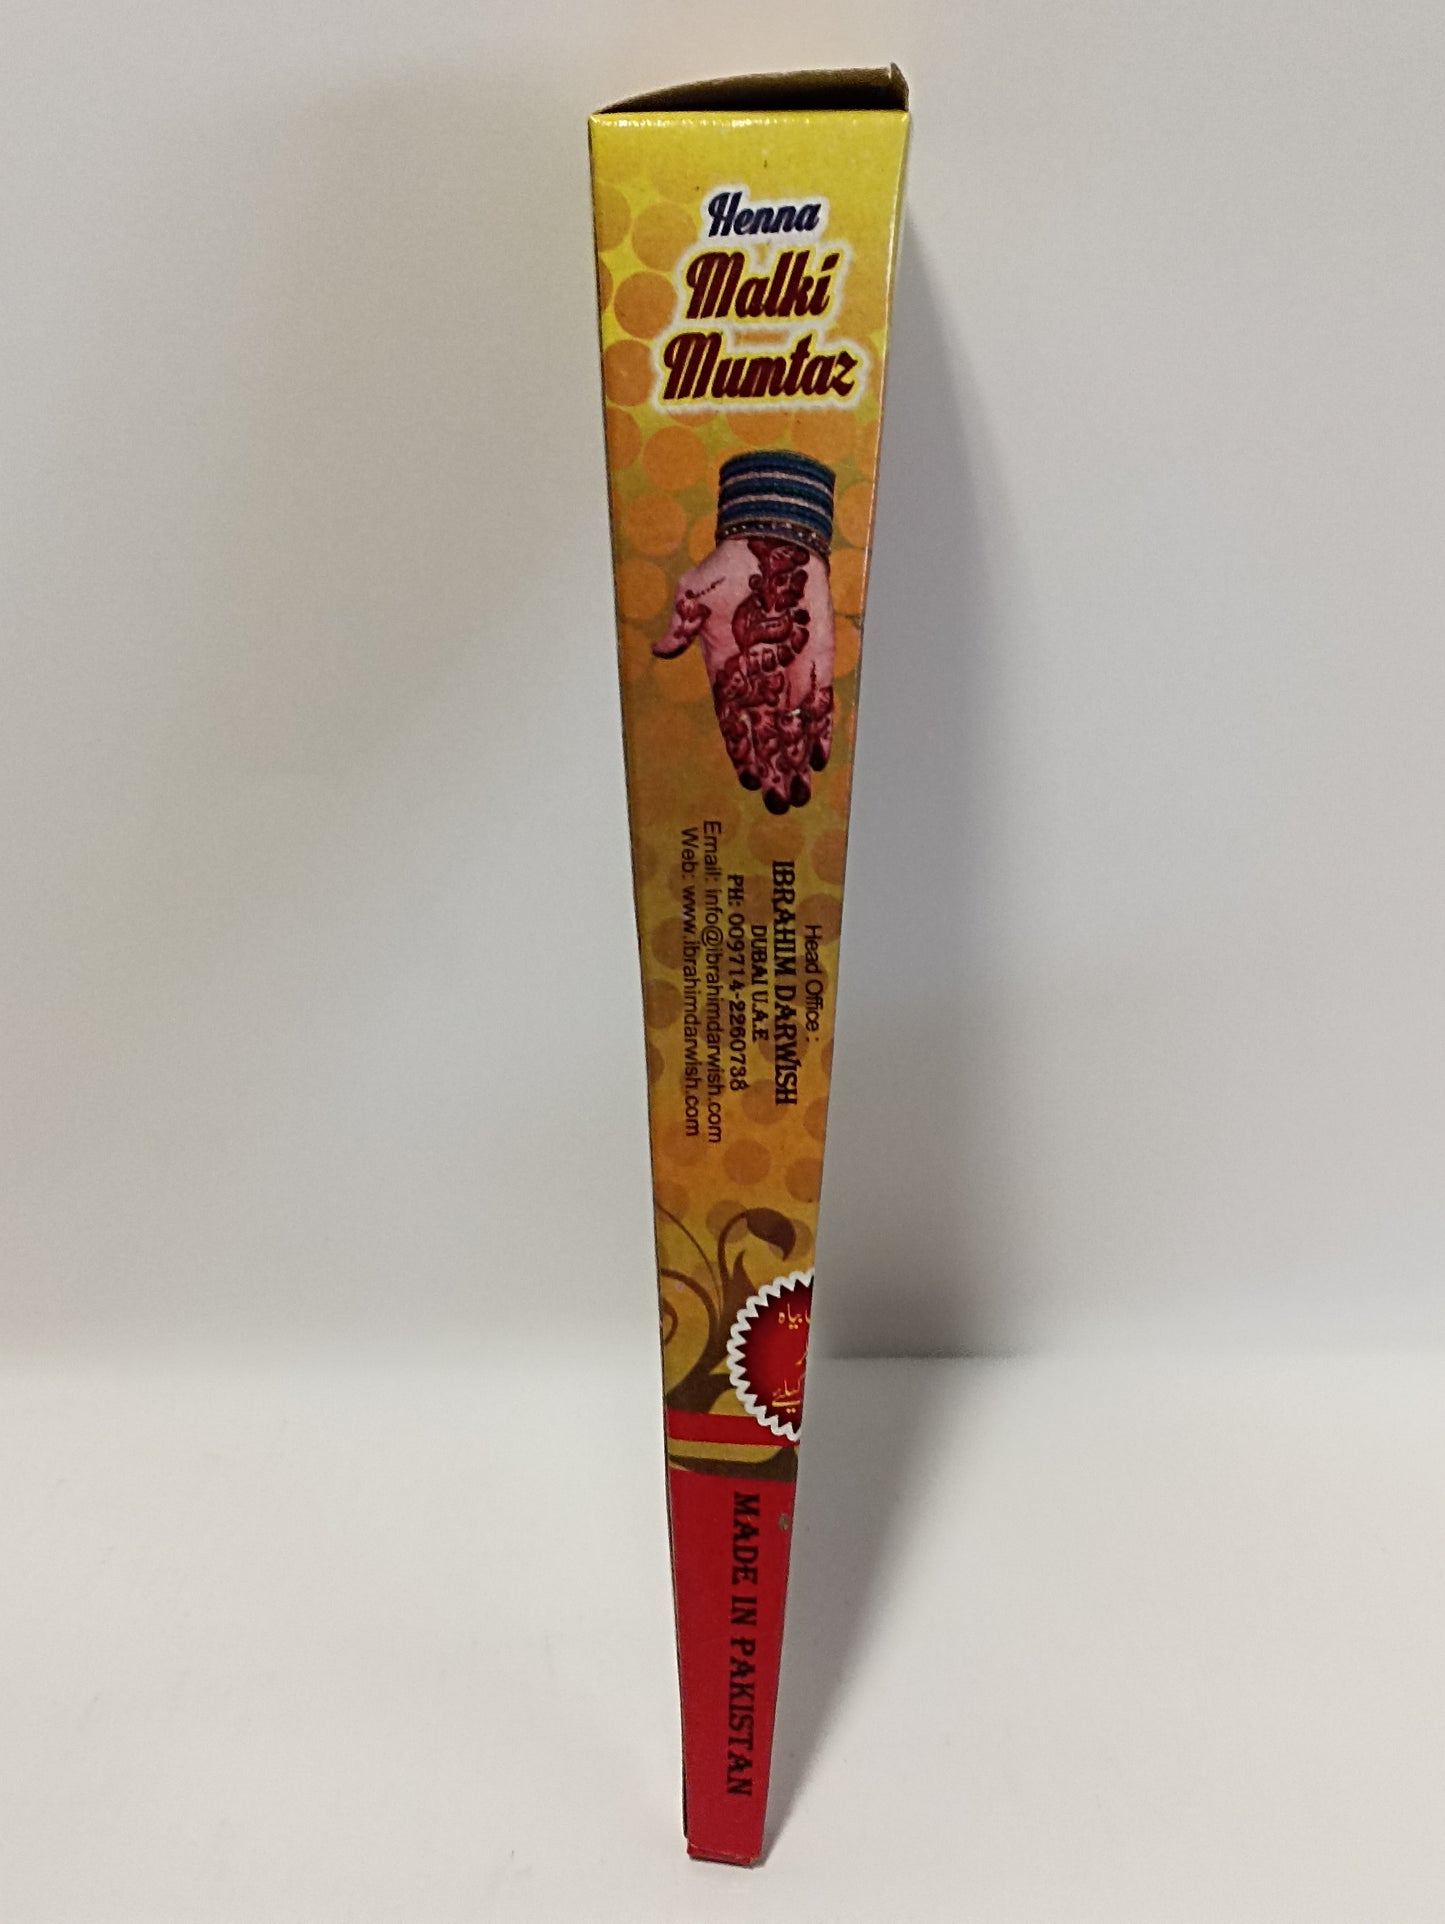 Henna
Malki
Mumtaz
Head Office :
IBRAHIM DARWISH
DUBAI U.A.E
PH: 009714-2260738
Email: info@ibrahimdarwish.com
Web: www.ibrahimdarwish.com
MADE IN PAKISTAN